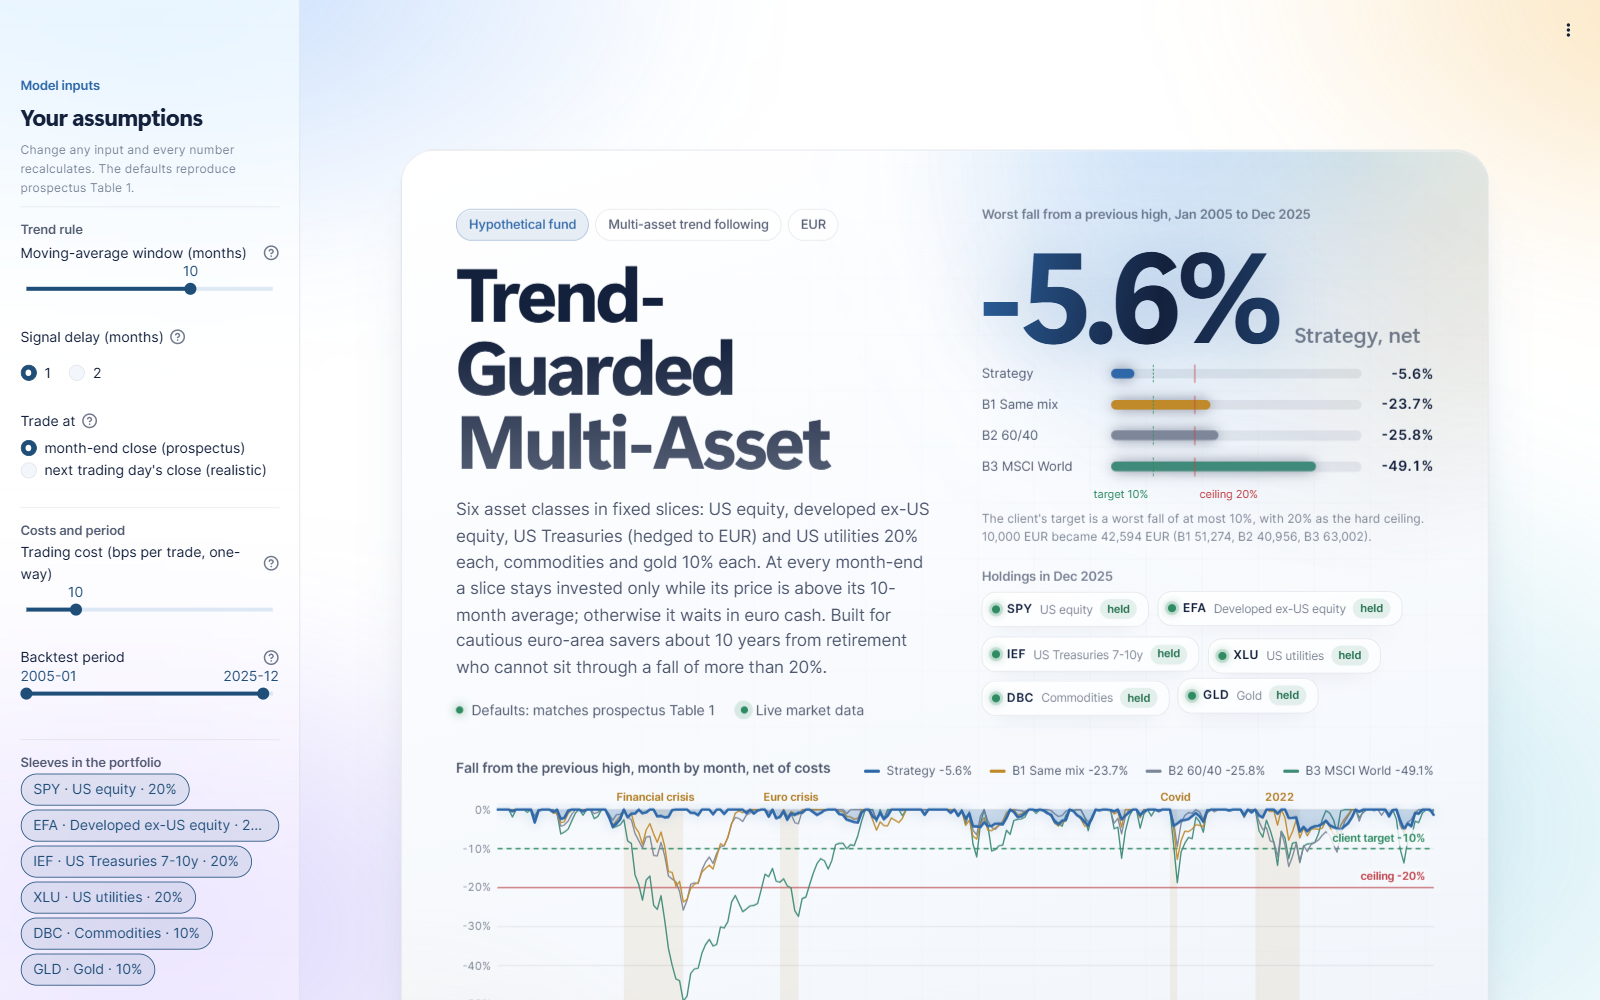 Model inputs
Your assumptions
Change any input and every number
recalculates. The defaults reproduce
prospectus Table 1.
Trend rule
Moving-average window (months)
10
Signal delay (months)
1 2
Trade at
month-end close (prospectus)
next trading day's close (realistic)
Costs and period
Trading cost (bps per trade, one-
way)
10
Backtest period
2005-01 2025-12
Sleeves in the portfolio
SPY · US equity · 20%
EFA · Developed ex-US equity · 2...
IEF · US Treasuries 7-10y · 20%
XLU · US utilities · 20%
DBC · Commodities · 10%
GLD · Gold · 10%
Hypothetical fund Multi-asset trend following EUR
Trend-
Guarded
Multi-Asset
Six asset classes in fixed slices: US equity, developed ex-US
equity, US Treasuries (hedged to EUR) and US utilities 20%
each, commodities and gold 10% each. At every month-end
a slice stays invested only while its price is above its 10-
month average; otherwise it waits in euro cash. Built for
cautious euro-area savers about 10 years from retirement
who cannot sit through a fall of more than 20%.
Defaults: matches prospectus Table 1 Live market data
Worst fall from a previous high, Jan 2005 to Dec 2025
-5.6% Strategy, net
Strategy -5.6%
B1 Same mix -23.7%
B2 60/40 -25.8%
B3 MSCI World -49.1%
target 10% ceiling 20%
The client's target is a worst fall of at most 10%, with 20% as the hard ceiling.
10,000 EUR became 42,594 EUR (B1 51,274, B2 40,956, B3 63,002).
Holdings in Dec 2025
SPY US equity held EFA Developed ex-US equity held
IEF US Treasuries 7-10y held XLU US utilities held
DBC Commodities held GLD Gold held
Fall from the previous high, month by month, net of costs
Strategy -5.6% B1 Same mix -23.7% B2 60/40 -25.8% B3 MSCI World -49.1%
Financial crisis Euro crisis Covid 2022
0%
client target -10%
-10%
ceiling -20%
-20%
-30%
-40%